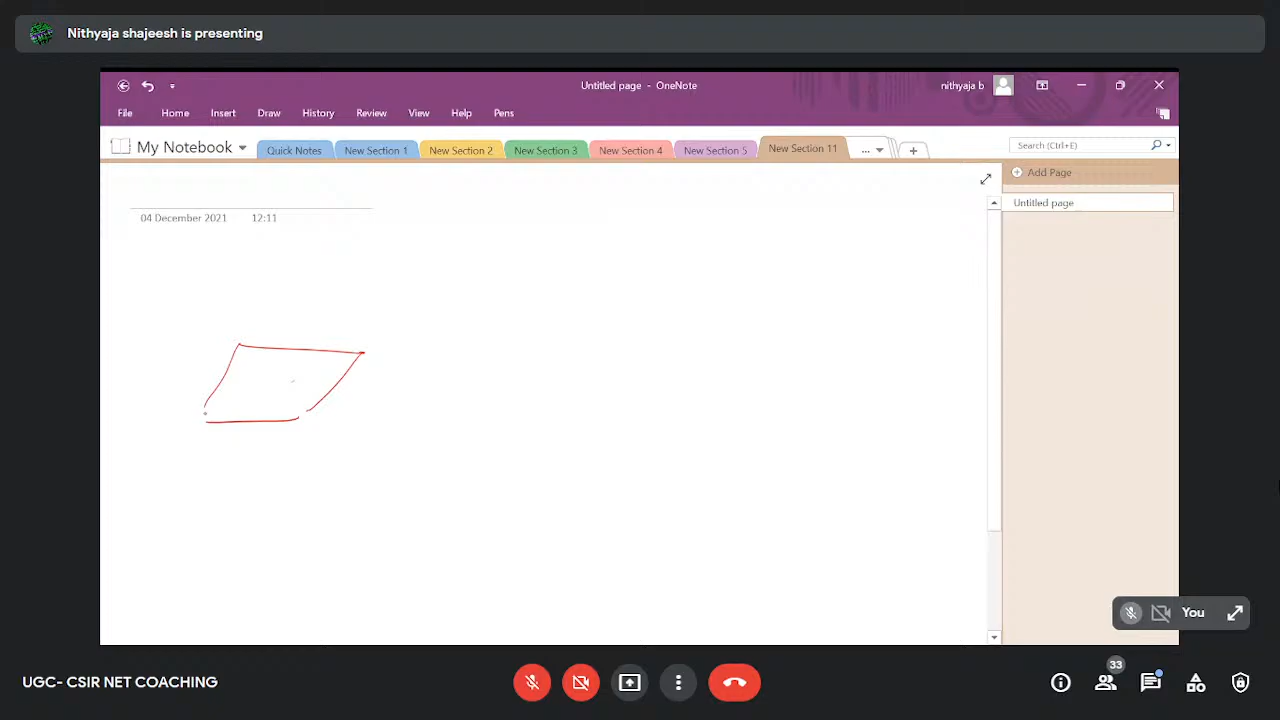 Nithyaja shajeesh is presenting
Untitled page - OneNote
nithyaja b
File Home Insert Draw History Review View Help Pens
My Notebook Quick Notes New Section 1 New Section 2 New Section 3 New Section 4 New Section 5 New Section 11 ... + Search (Ctrl+E)
Add Page
Untitled page
04 December 2021 12:11
You
UGC- CSIR NET COACHING
33